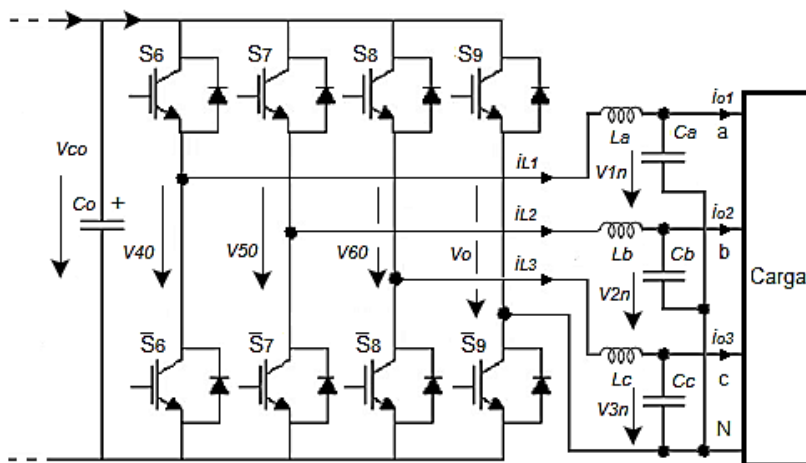 S6 S7 S8 S9
Vco
Co +
V40 V50 V60 Vo
iL1
iL2
iL3
S̅6 S̅7 S̅8 S̅9
La Ca io1
a
V1n
Lb Cb io2
b
V2n
Lc Cc io3
c
V3n
N
Carga